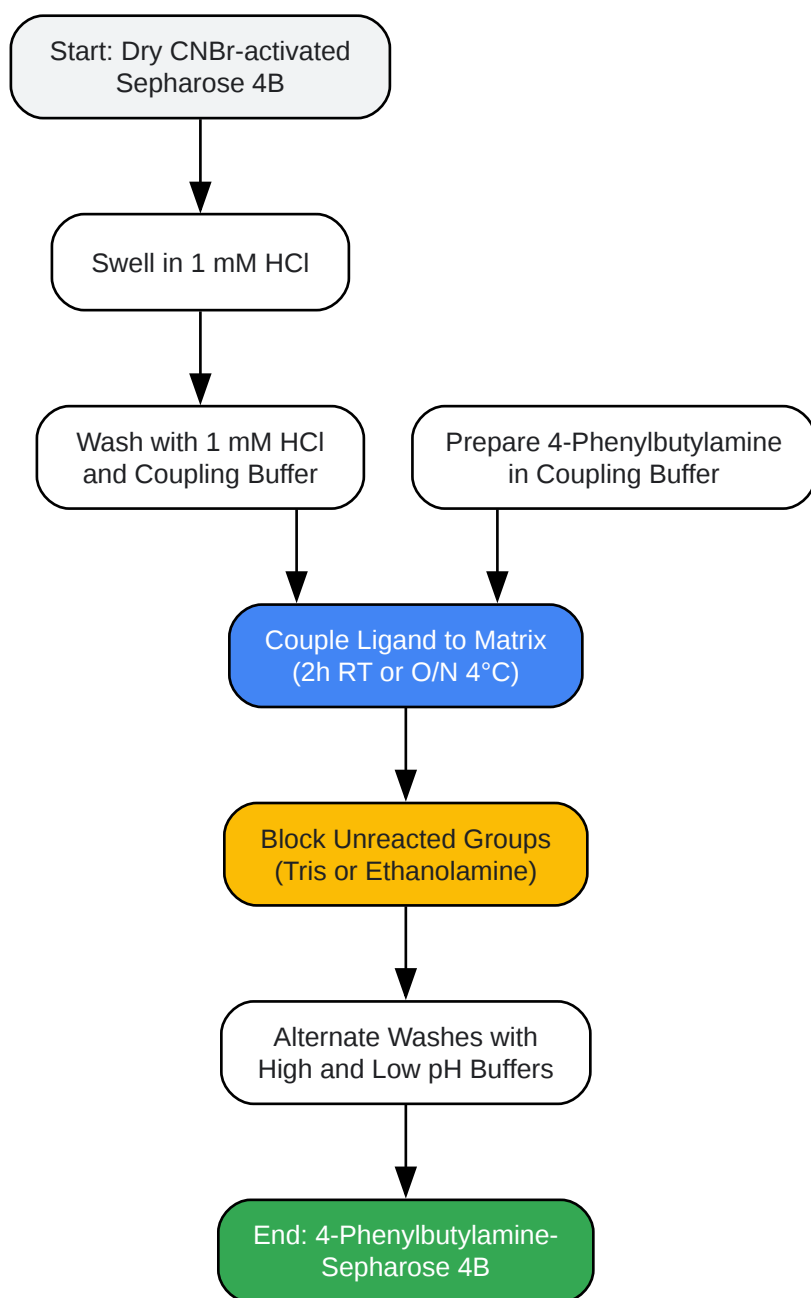 Start: Dry CNBr-activated
Sepharose 4B
Swell in 1 mM HCl
Wash with 1 mM HCl
and Coupling Buffer
Prepare 4-Phenylbutylamine
in Coupling Buffer
Couple Ligand to Matrix
(2h RT or O/N 4°C)
Block Unreacted Groups
(Tris or Ethanolamine)
Alternate Washes with
High and Low pH Buffers
End: 4-Phenylbutylamine-
Sepharose 4B